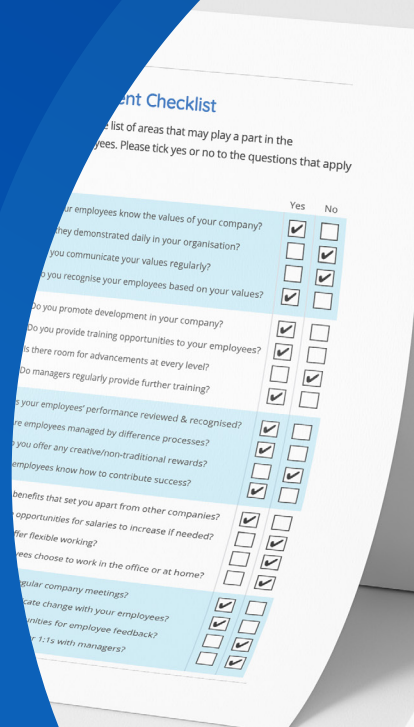 ent Checklist
list of areas that may play a part in the
yees. Please tick yes or no to the questions that apply
Yes No
ur employees know the values of your company?
they demonstrated daily in your organisation?
you communicate your values regularly?
you recognise your employees based on your values?
Do you promote development in your company?
Do you provide training opportunities to your employees?
Is there room for advancements at every level?
Do managers regularly provide further training?
s your employees' performance reviewed & recognised?
re employees managed by difference processes?
you offer any creative/non-traditional rewards?
employees know how to contribute success?
benefits that set you apart from other companies?
opportunities for salaries to increase if needed?
ffer flexible working?
yees choose to work in the office or at home?
gular company meetings?
cate change with your employees?
unities for employee feedback?
r 1:1s with managers?